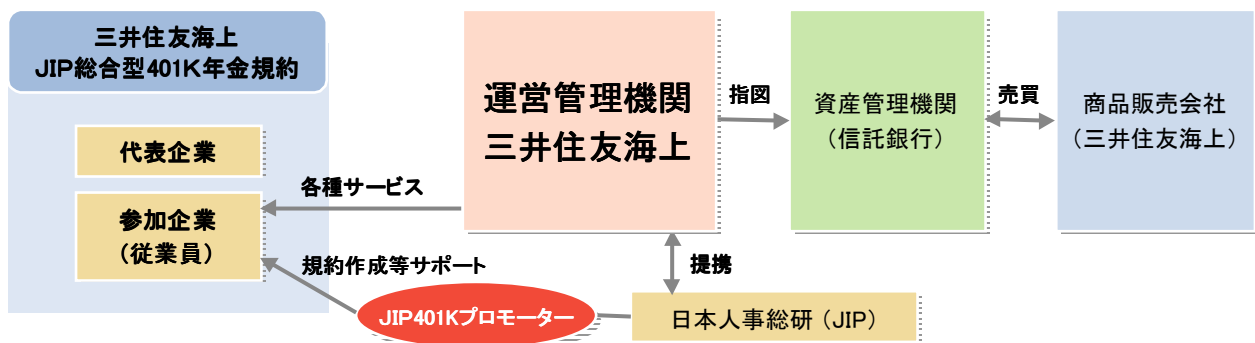 三井住友海上
JIP総合型401K年金規約
代表企業
参加企業
（従業員）
各種サービス
規約作成等サポート
運営管理機関
三井住友海上
指図
資産管理機関
（信託銀行）
売買
商品販売会社
（三井住友海上）
提携
JIP401Kプロモーター
日本人事総研（JIP）